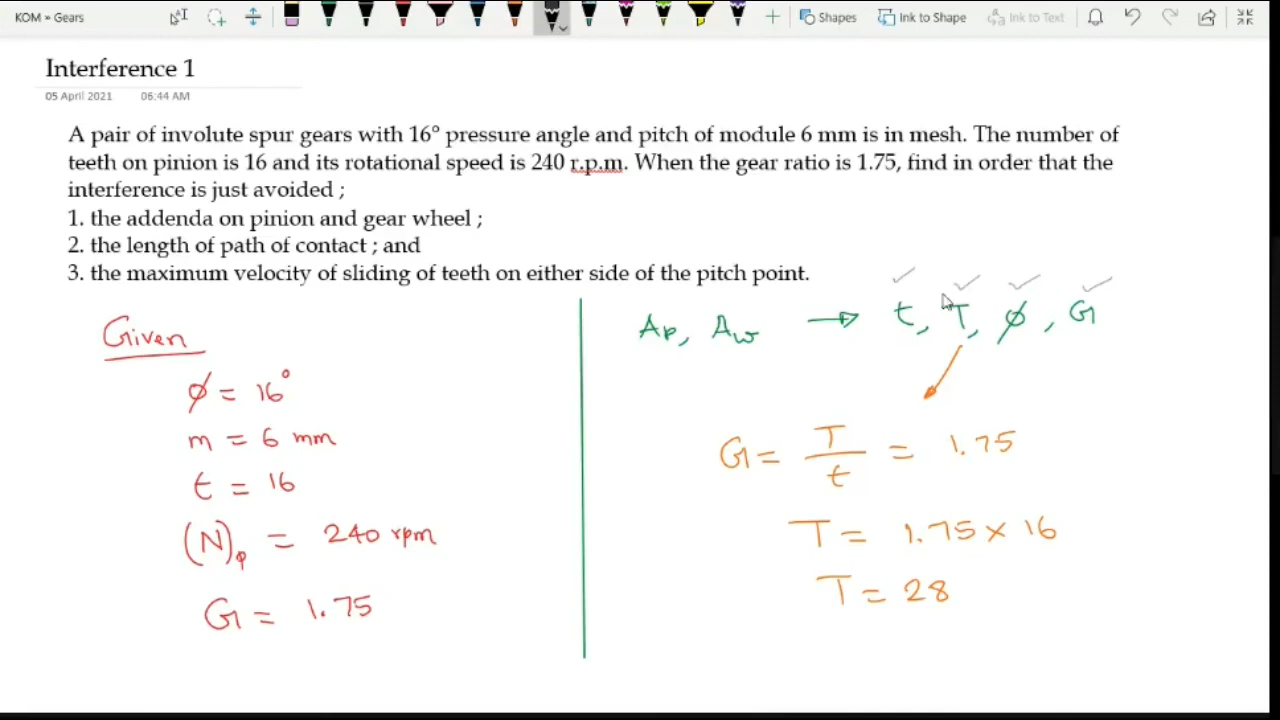 KOM » Gears
Shapes
Ink to Shape
Ink to Text
Interference 1
05 April 2021 06:44 AM
A pair of involute spur gears with 16° pressure angle and pitch of module 6 mm is in mesh. The number of
teeth on pinion is 16 and its rotational speed is 240 r.p.m. When the gear ratio is 1.75, find in order that the
interference is just avoided ;
1. the addenda on pinion and gear wheel ;
2. the length of path of contact ; and
3. the maximum velocity of sliding of teeth on either side of the pitch point.
Given
φ = 16°
m = 6 mm
t = 16
(N)p = 240 rpm
G = 1.75
Ap, Aw → t, T, φ, G
G = T/t = 1.75
T = 1.75 × 16
T = 28